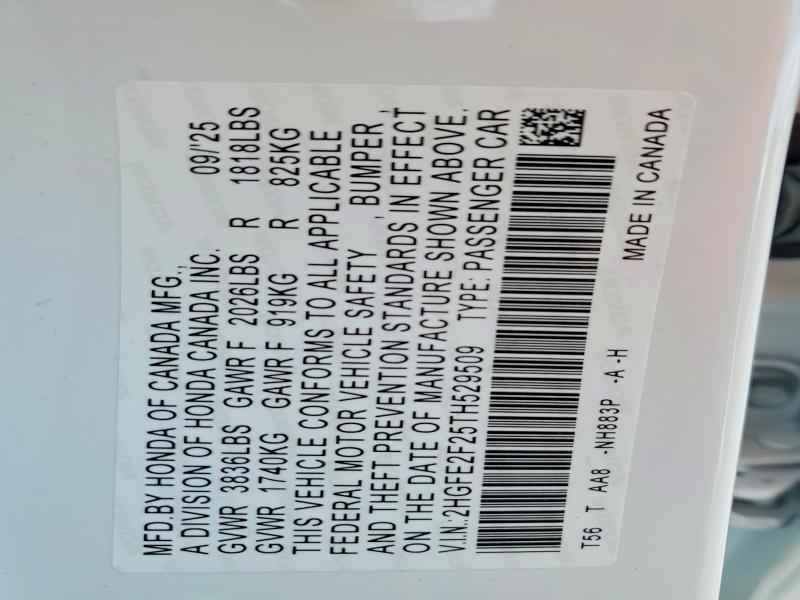 MFD.BY HONDA OF CANADA MFG.,
A DIVISION OF HONDA CANADA INC. 09/'25
GVWR 3836LBS GAWR F 2026LBS R 1818LBS
GVWR 1740KG GAWR F 919KG R 825KG
THIS VEHICLE CONFORMS TO ALL APPLICABLE
FEDERAL MOTOR VEHICLE SAFETY , BUMPER ,
AND THEFT PREVENTION STANDARDS IN EFFECT
ON THE DATE OF MANUFACTURE SHOWN ABOVE.
V.I.N.:2HGFE2F25TH529509 TYPE: PASSENGER CAR
T56 T AA8 -NH883P -A -H
MADE IN CANADA